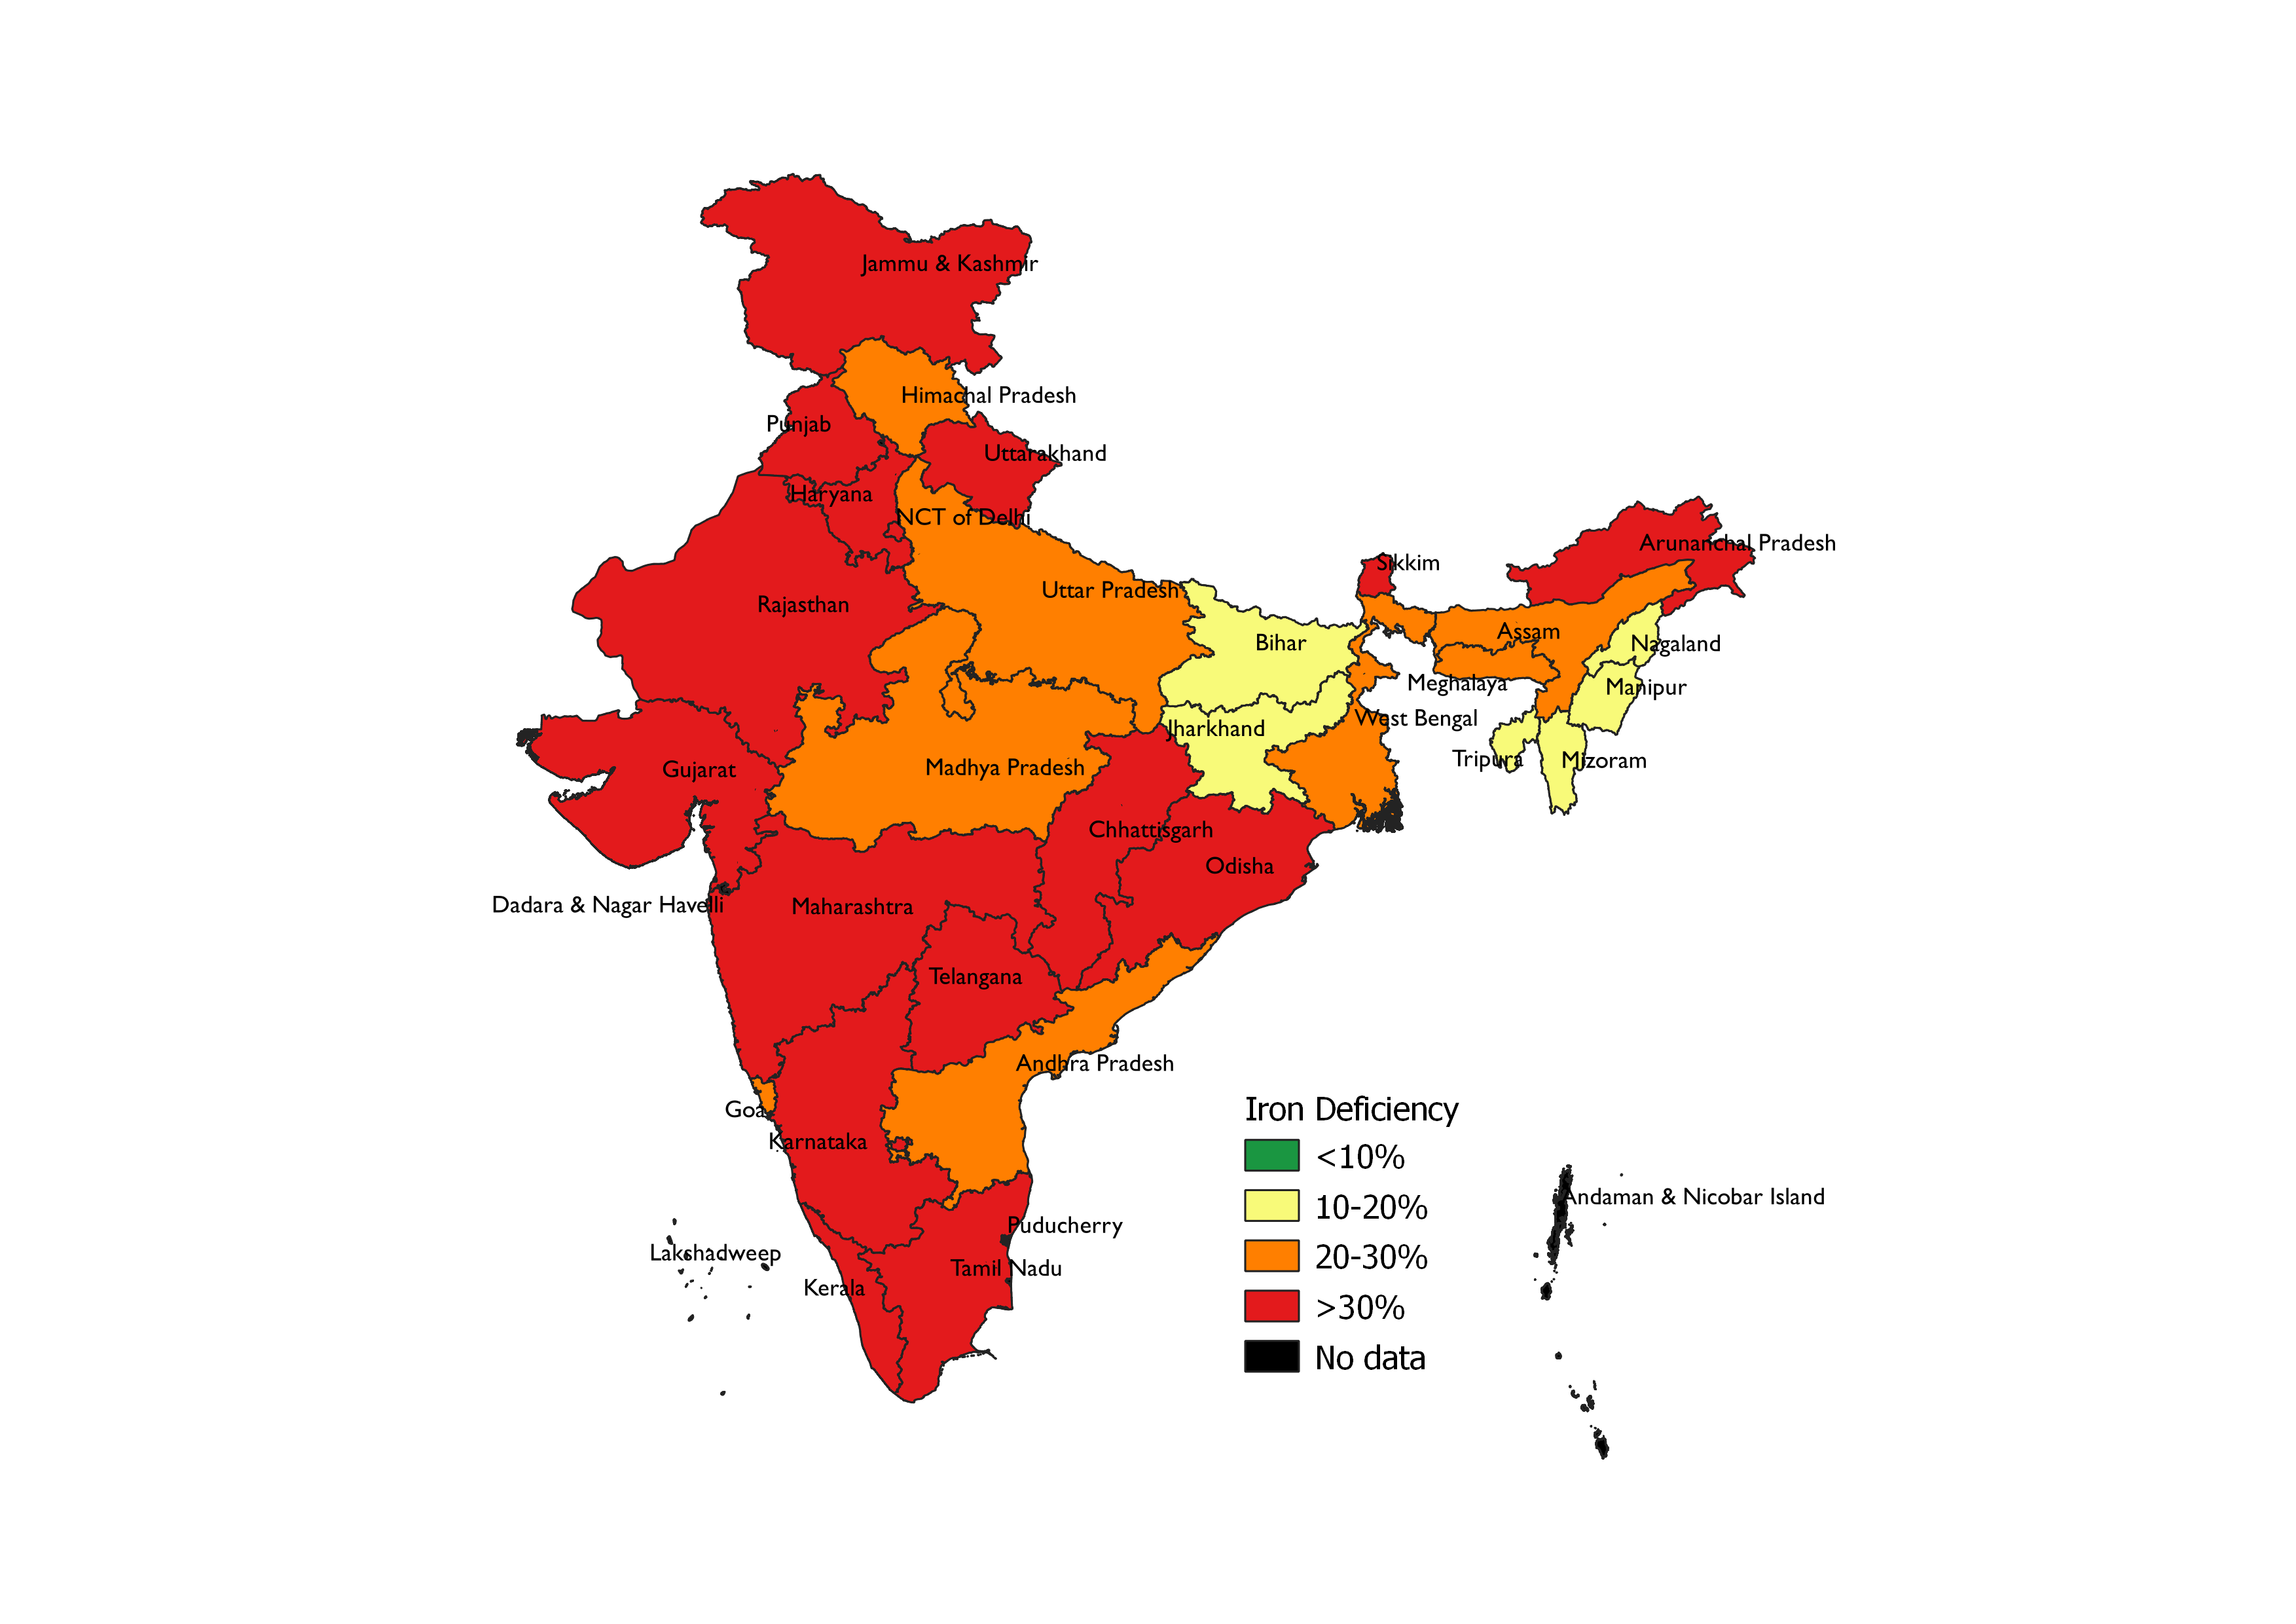 Jammu & Kashmir
Himachal Pradesh
Punjab
Uttarakhand
Haryana
NCT of Delhi
Arunanchal Pradesh
Sikkim
Uttar Pradesh
Rajasthan
Assam
Bihar
Nagaland
Meghalaya
Manipur
West Bengal
Jharkhand
Tripura
Mizoram
Madhya Pradesh
Gujarat
Chhattisgarh
Odisha
Dadara & Nagar Havelli
Maharashtra
Telangana
Andhra Pradesh
Goa
Karnataka
Puducherry
Lakshadweep
Tamil Nadu
Kerala
Andaman & Nicobar Island
Iron Deficiency
<10%
10-20%
20-30%
>30%
No data